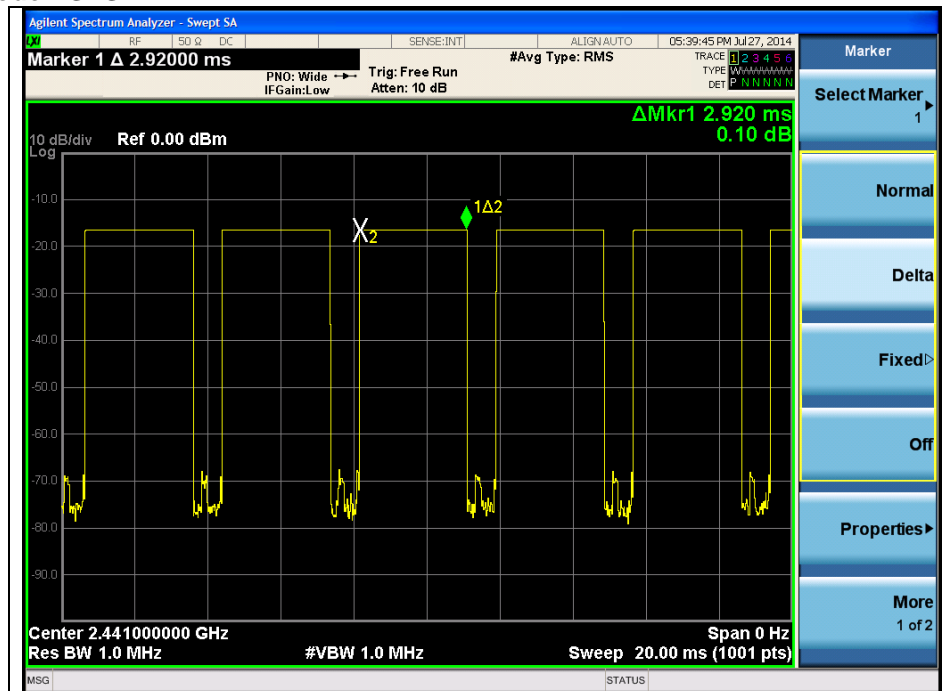 Agilent Spectrum Analyzer - Swept SA
LXI RF 50 Ω DC SENSE:INT ALIGN AUTO 05:39:45 PM Jul 27, 2014
Marker 1 Δ 2.92000 ms
PNO: Wide
IFGain:Low
Trig: Free Run
Atten: 10 dB
#Avg Type: RMS
TRACE 1 2 3 4 5 6
TYPE
DET P N N N N N
ΔMkr1 2.920 ms
0.10 dB
10 dB/div Ref 0.00 dBm
Log
-10.0
-20.0
-30.0
-40.0
-50.0
-60.0
-70.0
-80.0
-90.0
1Δ2
X2
Center 2.441000000 GHz Span 0 Hz
Res BW 1.0 MHz #VBW 1.0 MHz Sweep 20.00 ms (1001 pts)
MSG STATUS
Marker
Select Marker
1
Normal
Delta
Fixed
Off
Properties
More
1 of 2